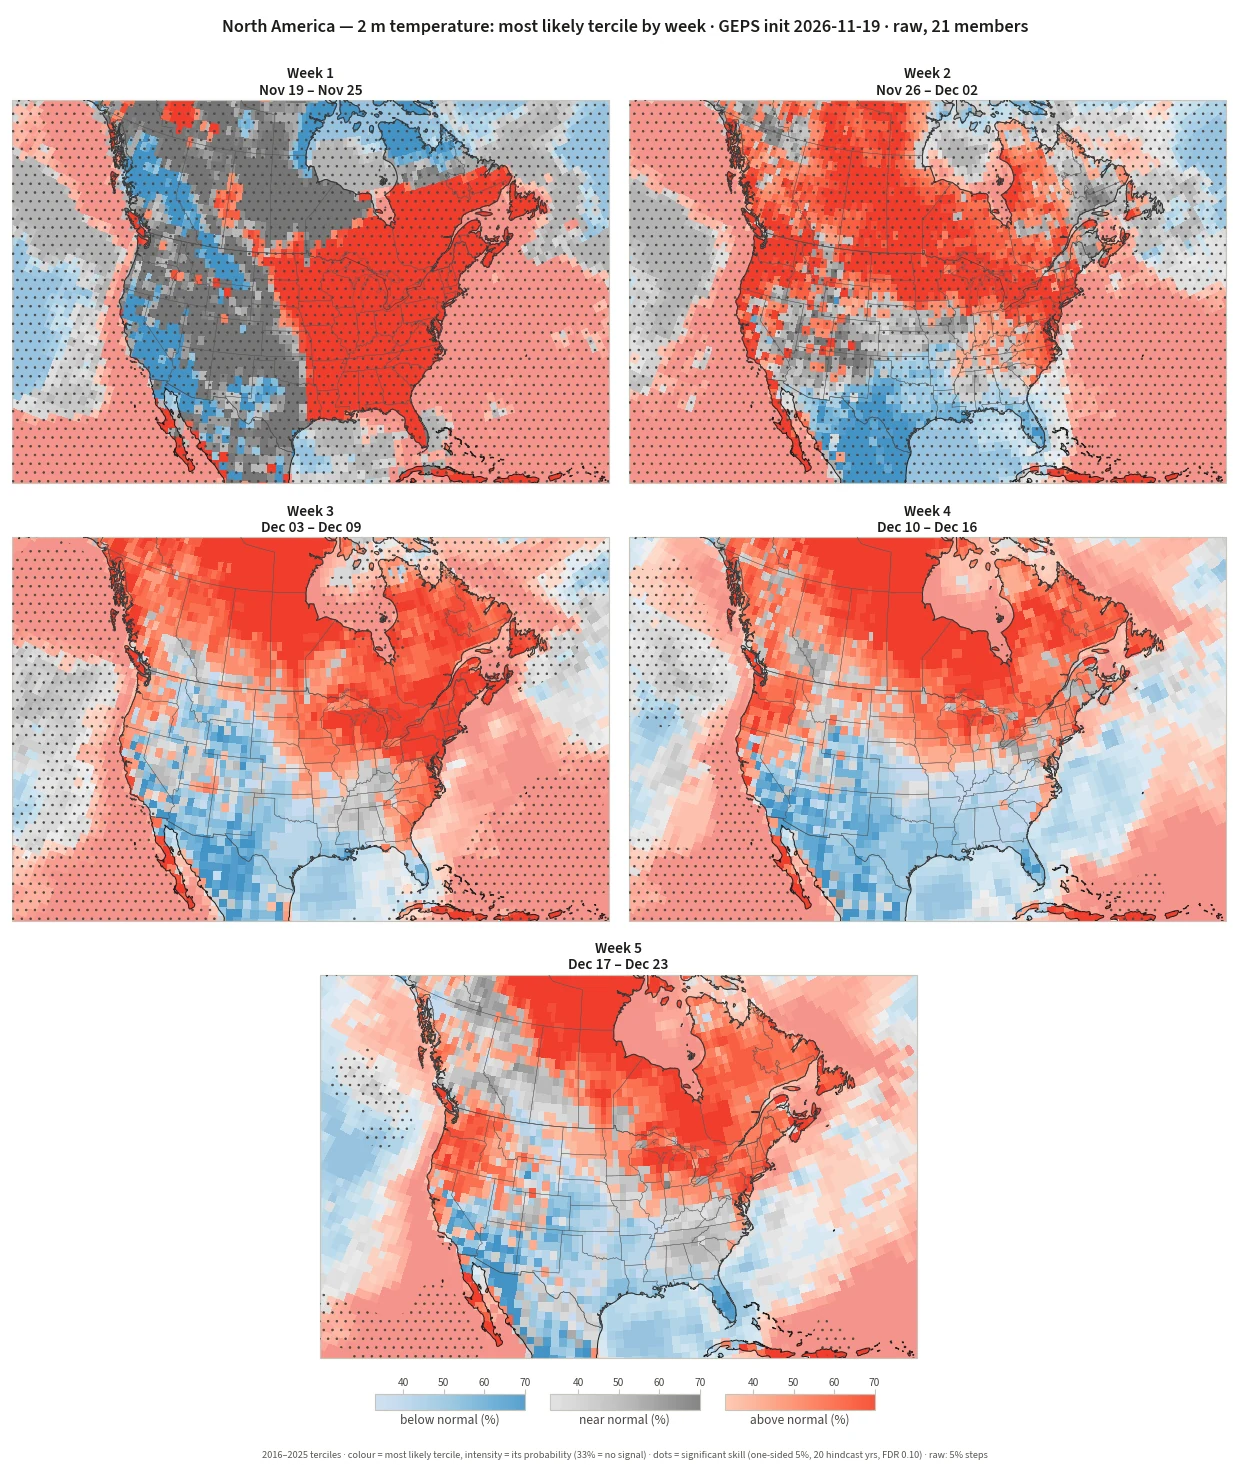 North America — 2 m temperature: most likely tercile by week · GEPS init 2026-11-19 · raw, 21 members
Week 1
Nov 19 – Nov 25
Week 2
Nov 26 – Dec 02
Week 3
Dec 03 – Dec 09
Week 4
Dec 10 – Dec 16
Week 5
Dec 17 – Dec 23
40 50 60 70 40 50 60 70 40 50 60 70
below normal (%) near normal (%) above normal (%)
2016–2025 terciles · colour = most likely tercile, intensity = its probability (33% = no signal) · dots = significant skill (one-sided 5%, 20 hindcast yrs, FDR 0.10) · raw: 5% steps